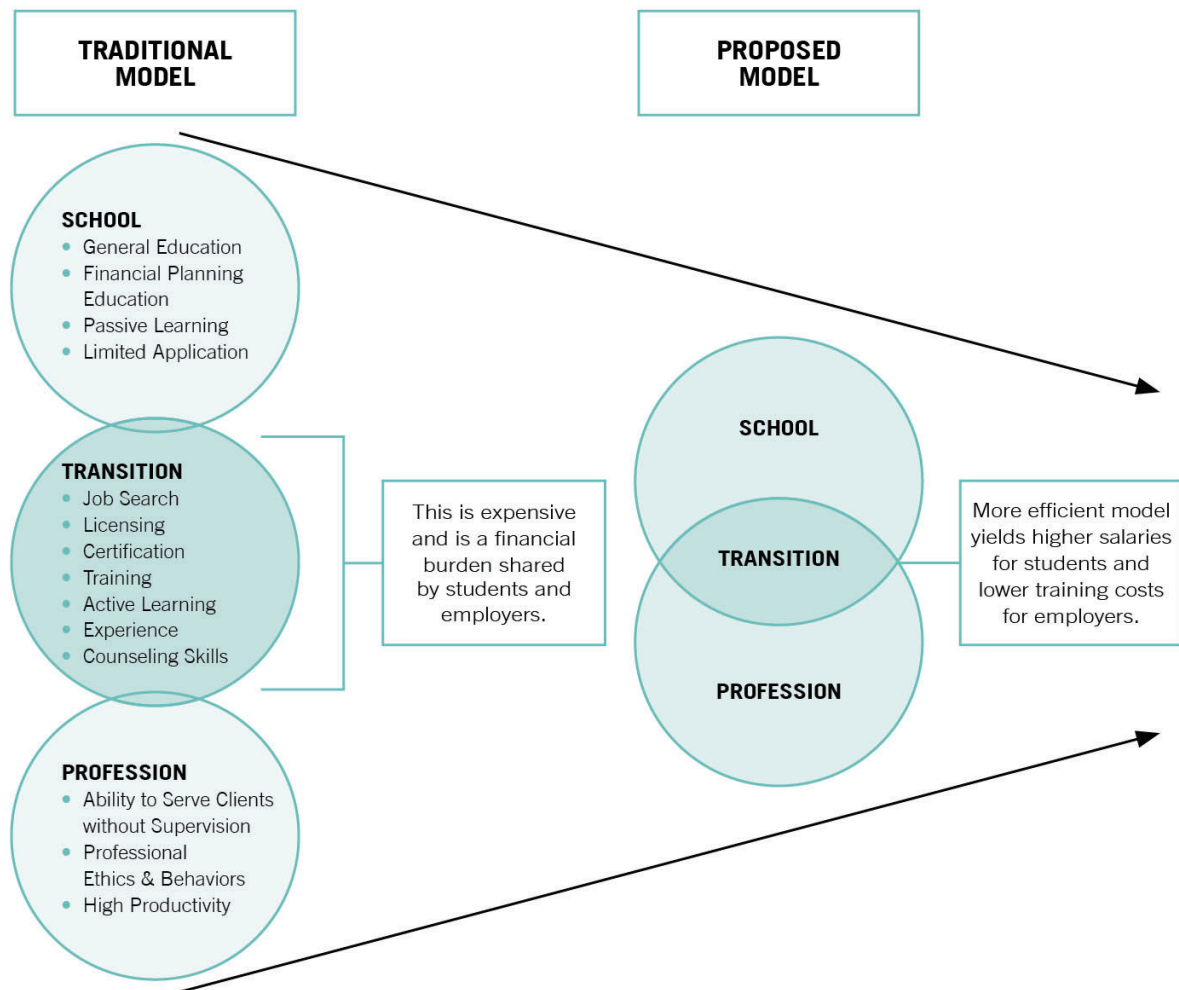 TRADITIONAL
MODEL
PROPOSED
MODEL
SCHOOL
• General Education
• Financial Planning
Education
• Passive Learning
• Limited Application
TRANSITION
• Job Search
• Licensing
• Certification
• Training
• Active Learning
• Experience
• Counseling Skills
This is expensive
and is a financial
burden shared
by students and
employers.
PROFESSION
• Ability to Serve Clients
without Supervision
• Professional
Ethics & Behaviors
• High Productivity
SCHOOL
TRANSITION
PROFESSION
More efficient model
yields higher salaries
for students and
lower training costs
for employers.